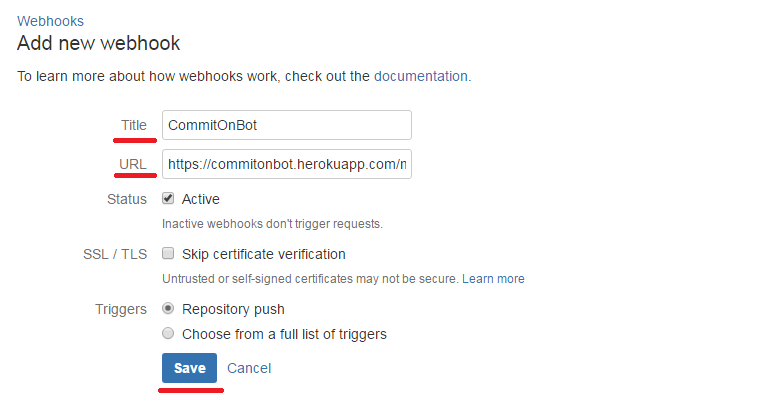 Webhooks
Add new webhook
To learn more about how webhooks work, check out the documentation.
Title CommitOnBot
URL https://commitonbot.herokuapp.com/n
Status Active
Inactive webhooks don't trigger requests.
SSL / TLS Skip certificate verification
Untrusted or self-signed certificates may not be secure. Learn more
Triggers Repository push
Choose from a full list of triggers
Save Cancel